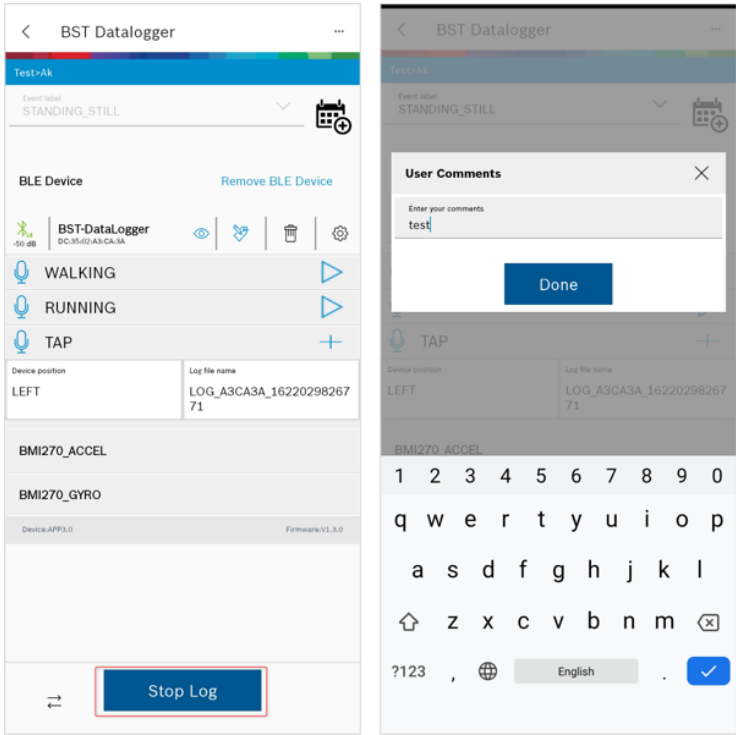 BST Datalogger
Test>Ak
Event label
STANDING_STILL
BLE Device
Remove BLE Device
LE
-50 dB
BST-DataLogger
DC:35:02:A3:CA:3A
WALKING
RUNNING
TAP
Device position
LEFT
Log file name
LOG_A3CA3A_16220298267
71
BMI270_ACCEL
BMI270_GYRO
Device:APP3.0
Firmware:V1.3.0
Stop Log
BST Datalogger
Test>Ak
Event label
STANDING_STILL
User Comments
Enter your comments
test
Done
TAP
Device position
LEFT
Log file name
LOG_A3CA3A_16220298267
71
BMI270_ACCEL
1 2 3 4 5 6 7 8 9 0
q w e r t y u i o p
a s d f g h j k l
z x c v b n m
?123 , English .